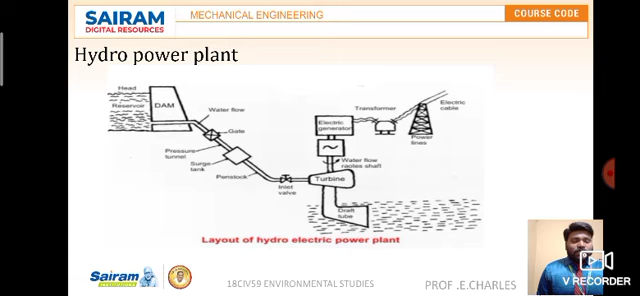 SAIRAM
DIGITAL RESOURCES
MECHANICAL ENGINEERING
COURSE CODE
Hydro power plant
Head
Reservoir
DAM
Water flow
Gate
Pressure
tunnel
Surge
tank
Penstock
Inlet
valve
Turbine
Electric
generator
Transformer
Electric
cable
Power
lines
Water flow
raotes shaft
Draft
tube
Layout of hydro electric power plant
Sairam
18CIV59 ENVIRONMENTAL STUDIES
PROF .E.CHARLES
V RECORDER